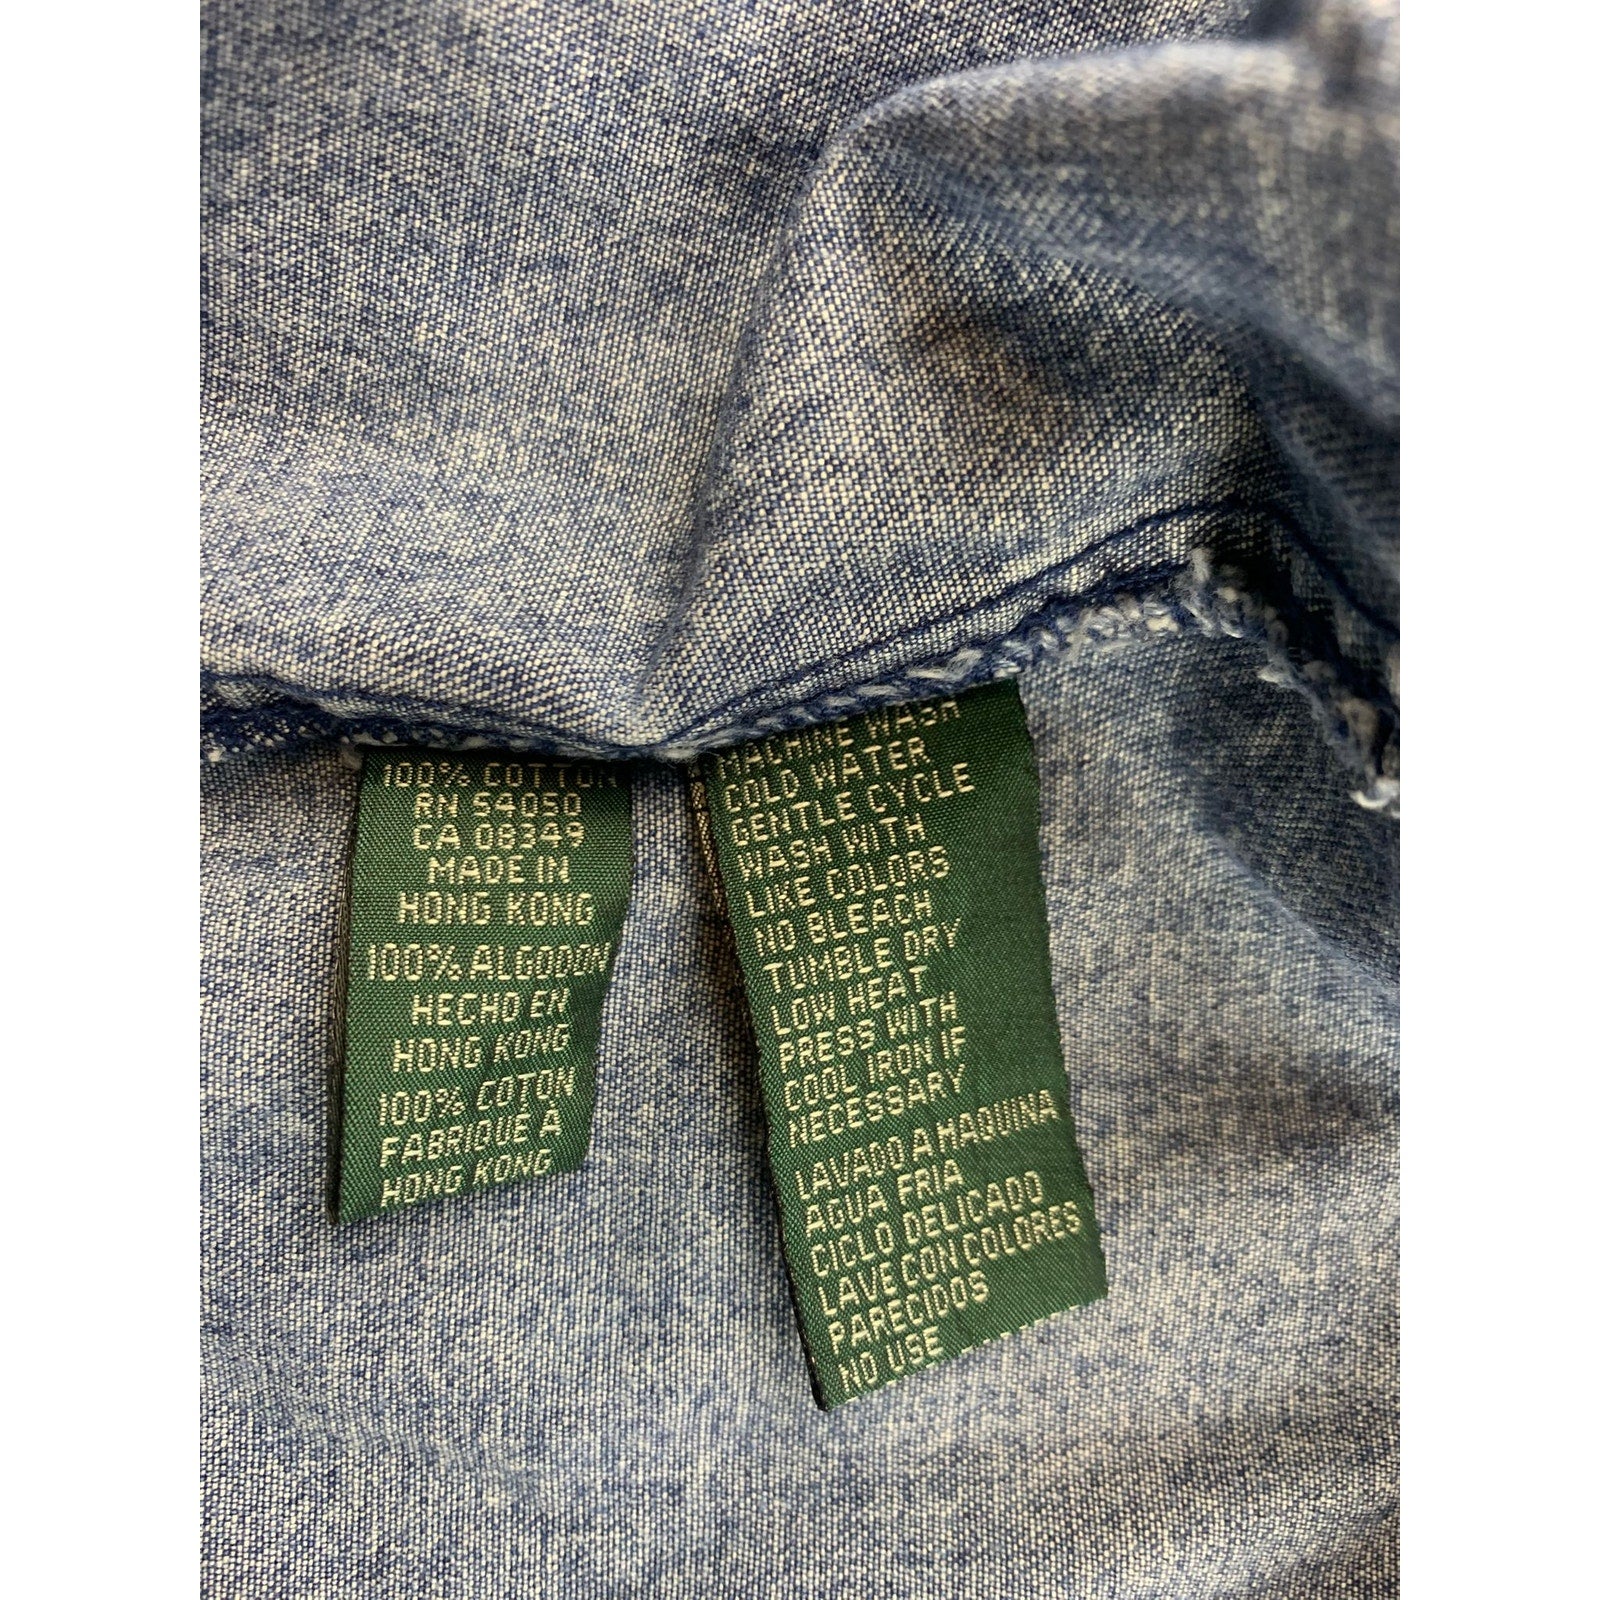 100% COTTON
RN 54050
CA 08349
MADE IN
HONG KONG
100% ALGODON
HECHO EN
HONG KONG
100% COTON
FABRIQUE A
HONG KONG
MACHINE WASH
COLD WATER
GENTLE CYCLE
WASH WITH
LIKE COLORS
NO BLEACH
TUMBLE DRY
LOW HEAT
PRESS WITH
COOL IRON IF
NECESSARY
LAVADO A MAQUINA
AGUA FRIA
CICLO DELICADO
LAVE CON COLORES
PARECIDOS
NO USE